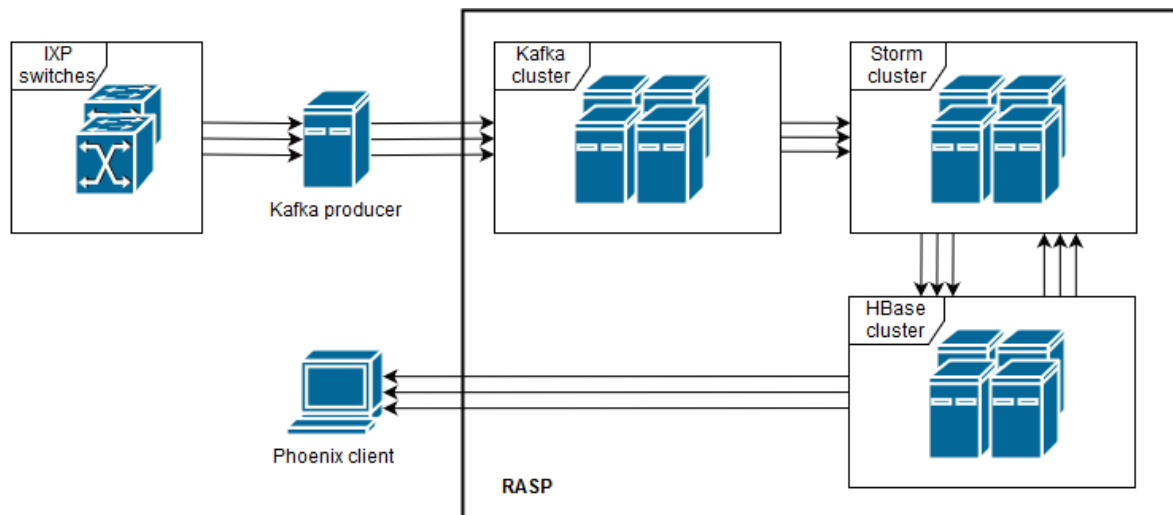 IXP
switches
Kafka producer
Kafka
cluster
Storm
cluster
HBase
cluster
Phoenix client
RASP